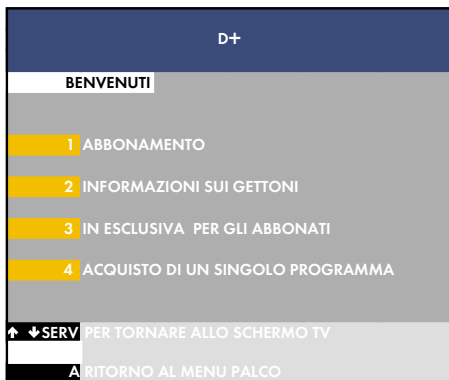 D+
BENVENUTI
1 ABBONAMENTO
2 INFORMAZIONI SUI GETTONI
3 IN ESCLUSIVA PER GLI ABBONATI
4 ACQUISTO DI UN SINGOLO PROGRAMMA
↑ ↓ SERV PER TORNARE ALLO SCHERMO TV
A RITORNO AL MENU PALCO